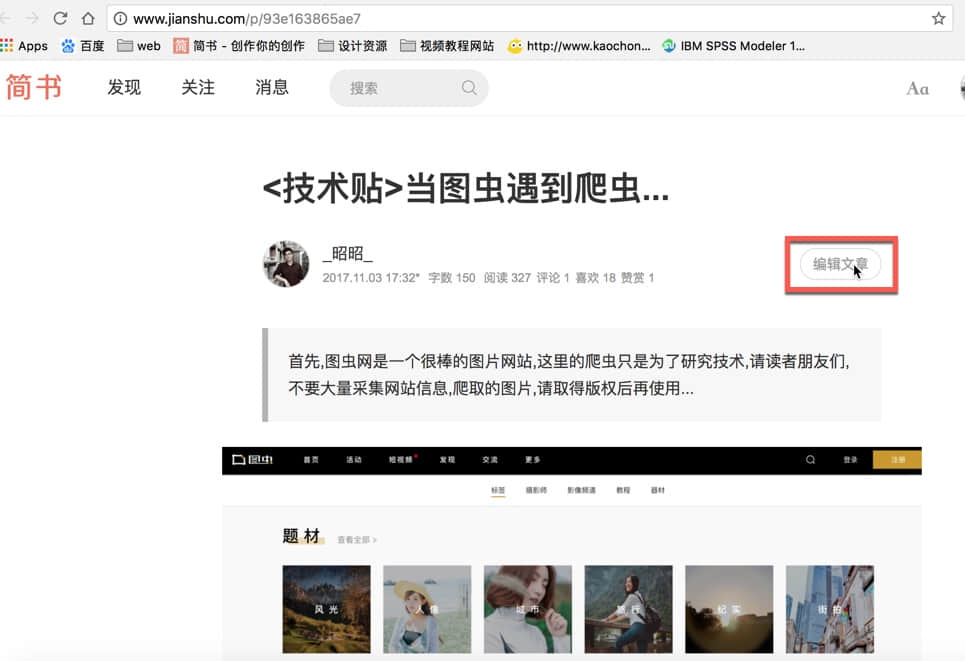 www.jianshu.com/p/93e163865ae7
Apps 百度 web 简书 - 创作你的创作 设计资源 视频教程网站 http://www.kaochon... IBM SPSS Modeler 1...
简书 发现 关注 消息 搜索 Aa
<技术贴>当图虫遇到爬虫...
_昭昭_
编辑文章
2017.11.03 17:32* 字数 150 阅读 327 评论 1 喜欢 18 赞赏 1
首先,图虫网是一个很棒的图片网站,这里的爬虫只是为了研究技术,请读者朋友们,
不要大量采集网站信息,爬取的图片,请取得版权后再使用...
图虫 首页 活动 短视频 发现 交流 更多 登录 注册
标签 摄影师 影像频道 教程 器材
题材 查看全部 >
风光 人像 城市 旅行 纪实 街拍